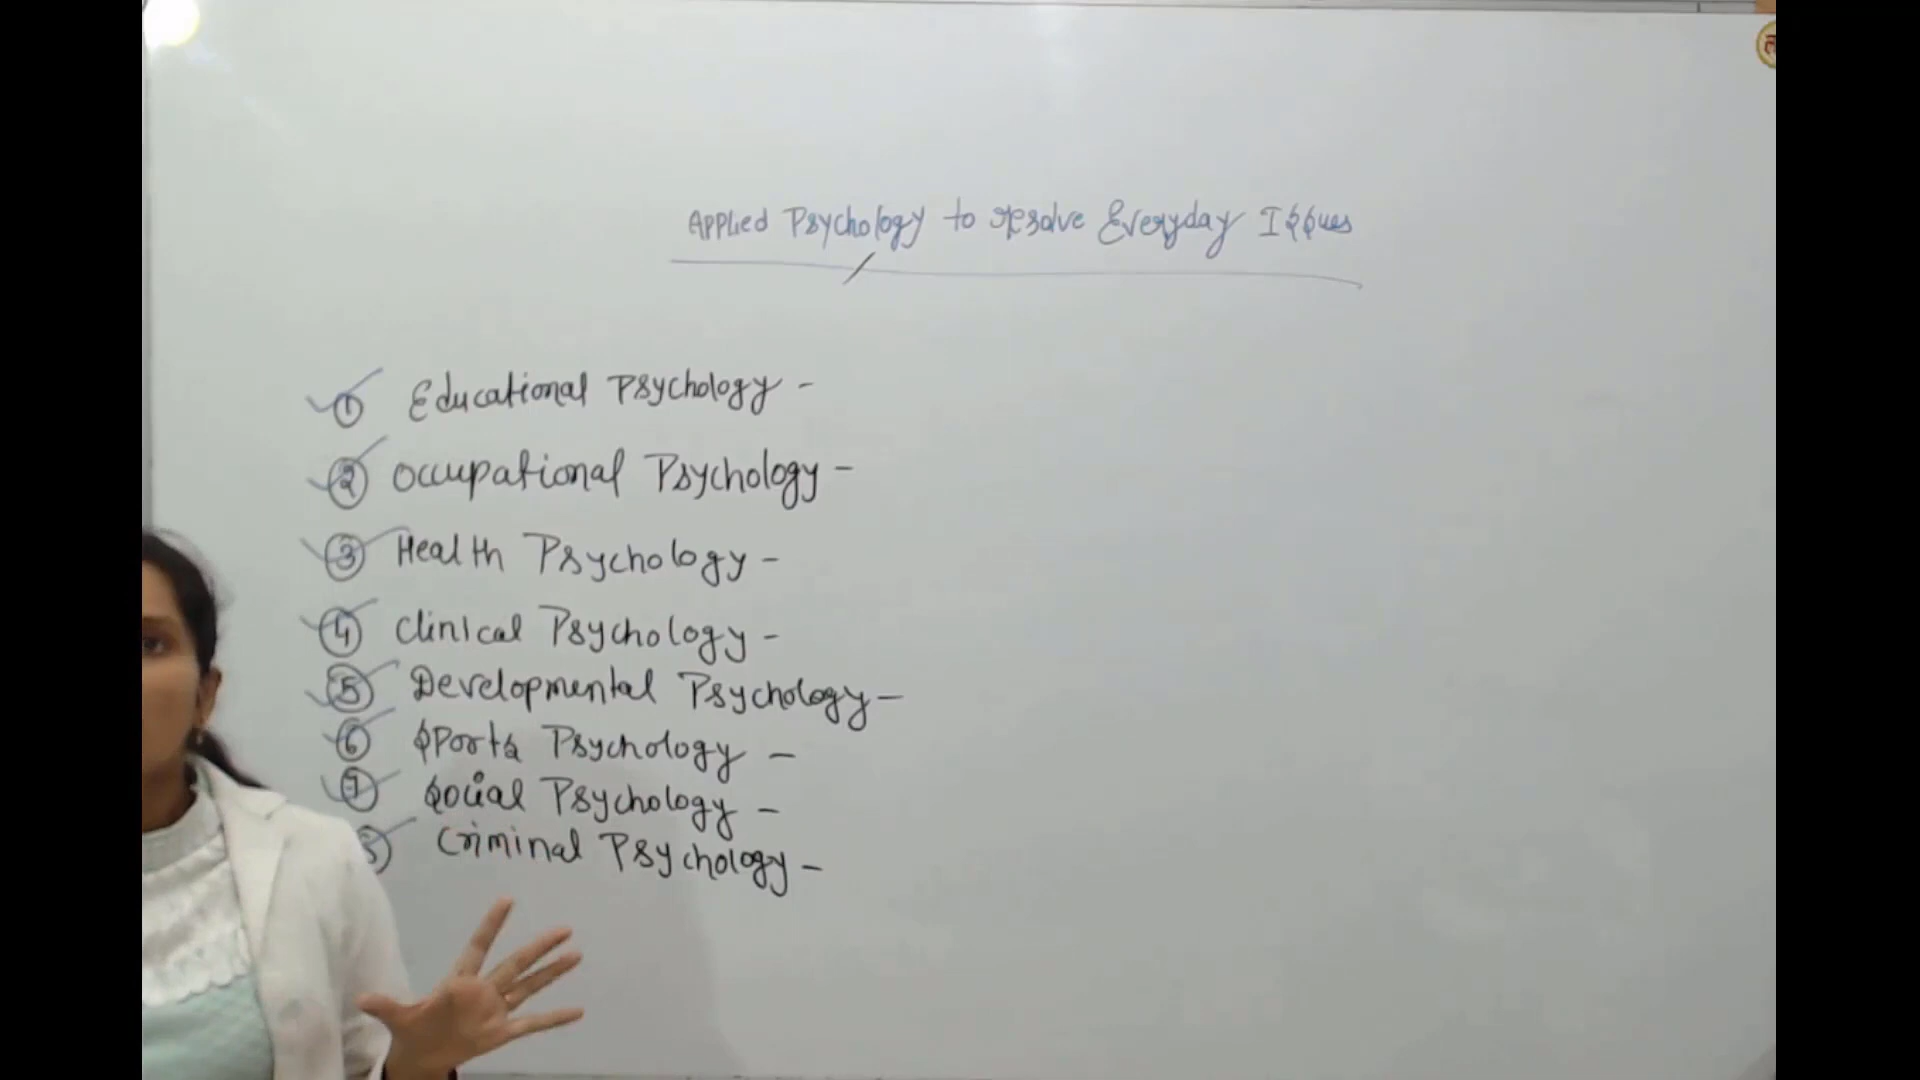 Applied Psychology to resolve Everyday Issues
① Educational Psychology -
② Occupational Psychology -
③ Health Psychology -
④ Clinical Psychology -
⑤ Developmental Psychology -
⑥ Sports Psychology -
⑦ Social Psychology -
⑧ Criminal Psychology -